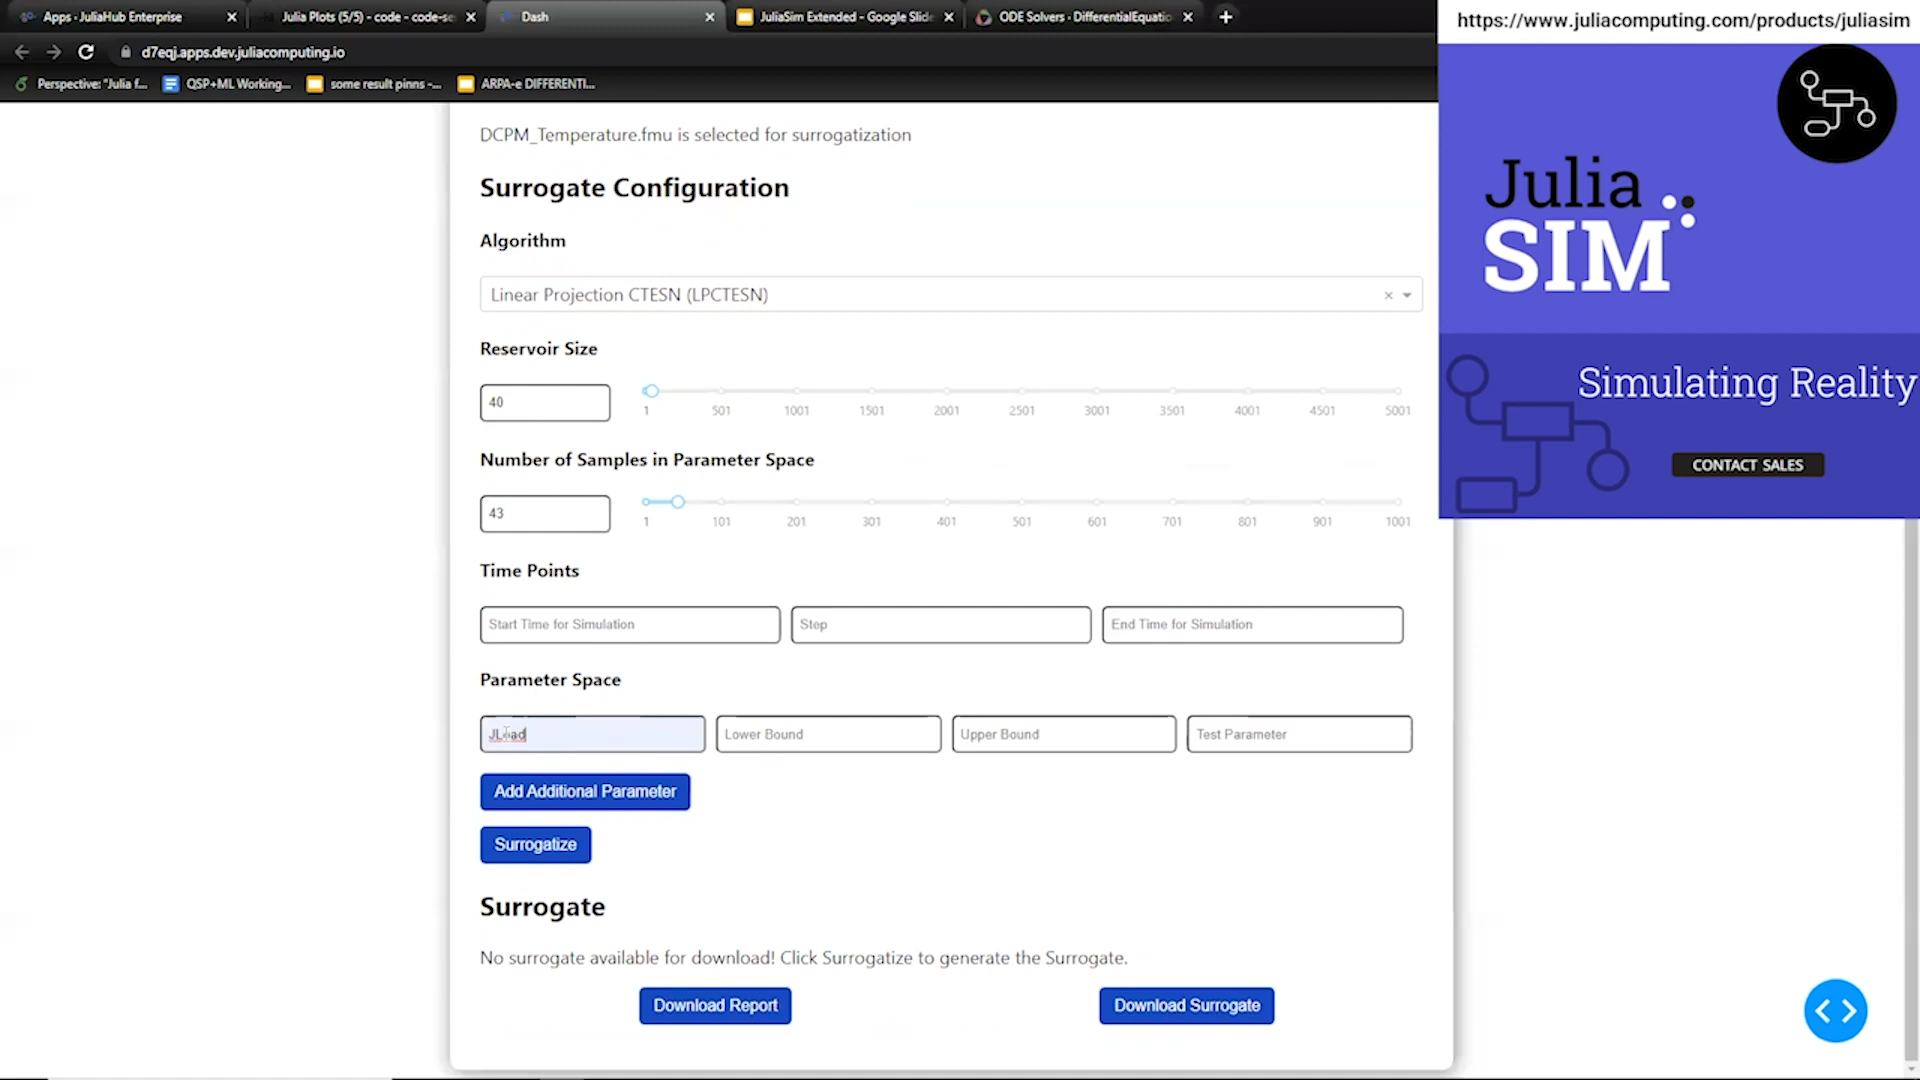 Apps · JuliaHub Enterprise
Julia Plots (5/5) - code - code-se
Dash
JuliaSim Extended - Google Slide
ODE Solvers · DifferentialEquatio
https://www.juliacomputing.com/products/juliasim
d7eqj.apps.dev.juliacomputing.io
Perspective: "Julia f...
QSP+ML Working...
some result pinns -...
ARPA-e DIFFERENTI...
DCPM_Temperature.fmu is selected for surrogatization
Surrogate Configuration
Algorithm
Linear Projection CTESN (LPCTESN)
Reservoir Size
40
1 501 1001 1501 2001 2501 3001 3501 4001 4501 5001
Number of Samples in Parameter Space
43
1 101 201 301 401 501 601 701 801 901 1001
Time Points
Start Time for Simulation
Step
End Time for Simulation
Parameter Space
JLoad
Lower Bound
Upper Bound
Test Parameter
Add Additional Parameter
Surrogatize
Surrogate
No surrogate available for download! Click Surrogatize to generate the Surrogate.
Download Report
Download Surrogate
Julia
SIM
Simulating Reality
CONTACT SALES